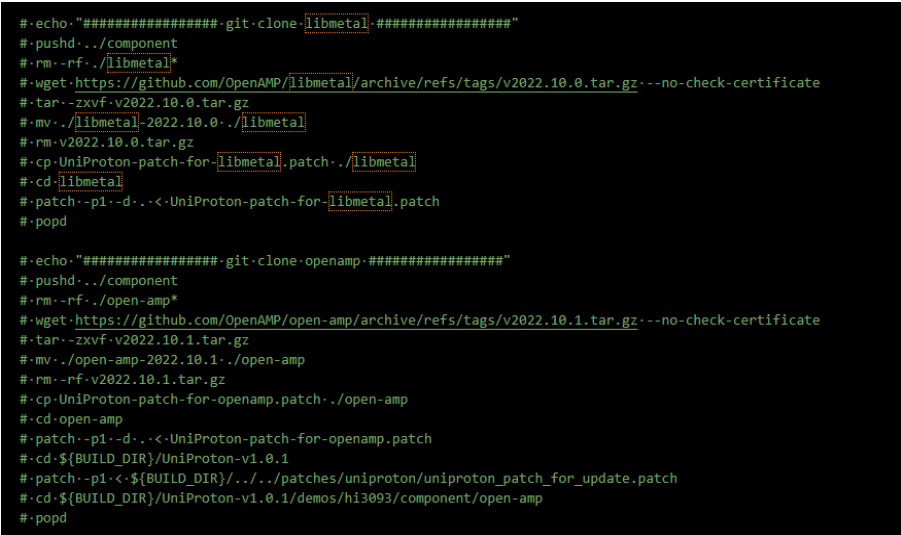 # echo "################# git clone libmetal #################"
# pushd ../component
# rm -rf ./libmetal*
# wget https://github.com/OpenAMP/libmetal/archive/refs/tags/v2022.10.0.tar.gz --no-check-certificate
# tar -zxvf v2022.10.0.tar.gz
# mv ./libmetal-2022.10.0 ./libmetal
# rm v2022.10.0.tar.gz
# cp UniProton-patch-for-libmetal.patch ./libmetal
# cd libmetal
# patch -p1 -d . < UniProton-patch-for-libmetal.patch
# popd

# echo "################# git clone openamp #################"
# pushd ../component
# rm -rf ./open-amp*
# wget https://github.com/OpenAMP/open-amp/archive/refs/tags/v2022.10.1.tar.gz --no-check-certificate
# tar -zxvf v2022.10.1.tar.gz
# mv ./open-amp-2022.10.1 ./open-amp
# rm -rf v2022.10.1.tar.gz
# cp UniProton-patch-for-openamp.patch ./open-amp
# cd open-amp
# patch -p1 -d . < UniProton-patch-for-openamp.patch
# cd ${BUILD_DIR}/UniProton-v1.0.1
# patch -p1 < ${BUILD_DIR}/../../patches/uniproton/uniproton_patch_for_update.patch
# cd ${BUILD_DIR}/UniProton-v1.0.1/demos/hi3093/component/open-amp
# popd